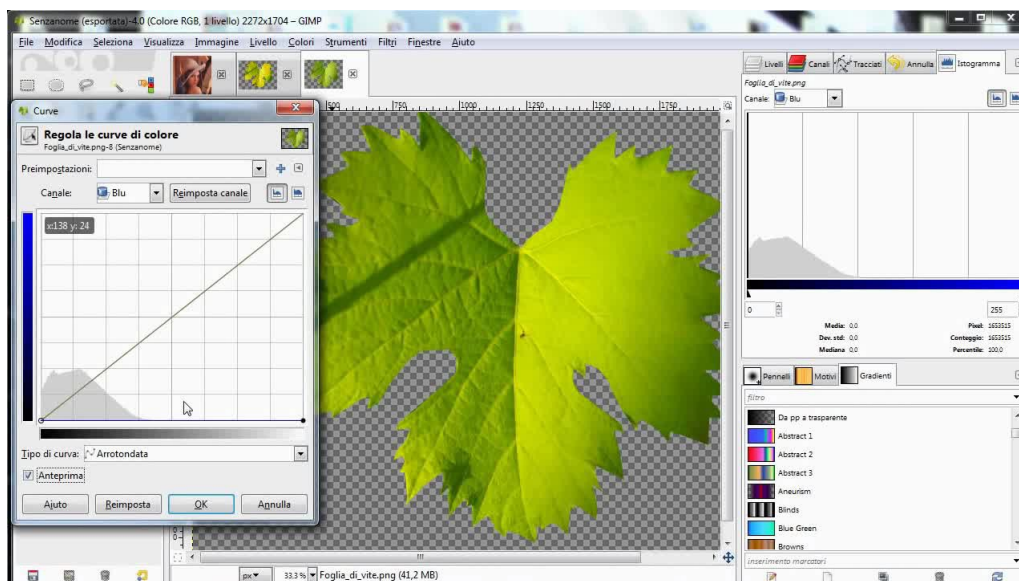 Senzanome (esportata)-4.0 (Colore RGB, 1 livello) 2272x1704 – GIMP
File Modifica Seleziona Visualizza Immagine Livello Colori Strumenti Filtri Finestre Aiuto
Livelli Canali Tracciati Annulla Istogramma
Foglia_di_vite.png
Canale: Blu
Curve
Regola le curve di colore
Foglia_di_vite.png-8 (Senzanome)
Preimpostazioni:
Canale: Blu Reimposta canale
x:138 y: 24
Tipo di curva: Arrotondata
Anteprima
Aiuto Reimposta OK Annulla
500 750 1000 1250 1500 1750
0 255
Media: 0,0 Pixel: 1653515
Dev. std: 0,0 Conteggio: 1653515
Mediana 0,0 Percentile: 100,0
Pennelli Motivi Gradienti
filtro
Da pp a trasparente
Abstract 1
Abstract 2
Abstract 3
Aneurism
Blinds
Blue Green
Browns
inserimento marcatori
px 33,3 % Foglia_di_vite.png (41,2 MB)